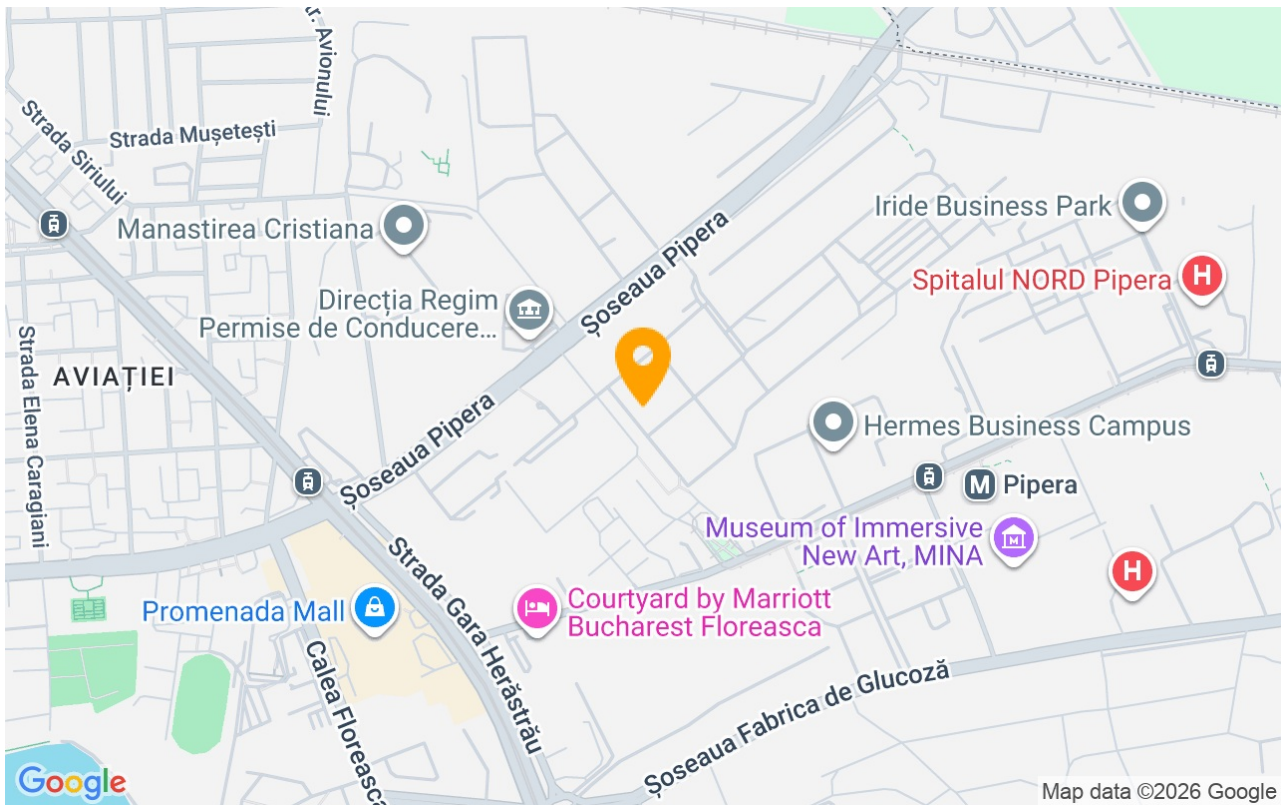 Str. Avionului
Strada Mușetești
Strada Siriului
Manastirea Cristiana
Iride Business Park
Șoseaua Pipera
Spitalul NORD Pipera
H
Direcția Regim
Permise de Conducere...
AVIAȚIEI
Strada Elena Caragiani
Șoseaua Pipera
Hermes Business Campus
M Pipera
Museum of Immersive
New Art, MINA
M
H
Strada Gara Herăstrău
Promenada Mall
Courtyard by Marriott
Bucharest Floreasca
Calea Floreasca
Șoseaua Fabrica de Glucoză
Google
Map data ©2026 Google